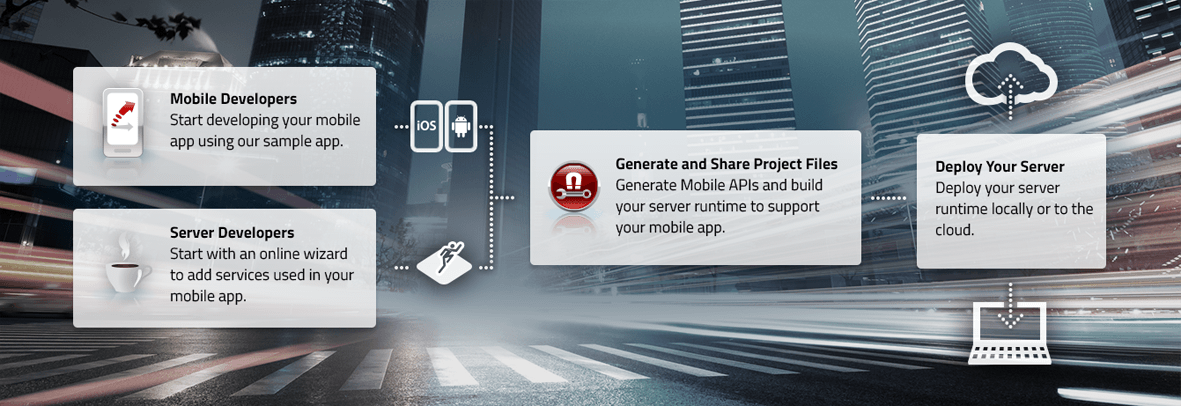 Mobile Developers
Start developing your mobile
app using our sample app.
iOS
Server Developers
Start with an online wizard
to add services used in your
mobile app.
Generate and Share Project Files
Generate Mobile APIs and build
your server runtime to support
your mobile app.
Deploy Your Server
Deploy your server
runtime locally or to the
cloud.